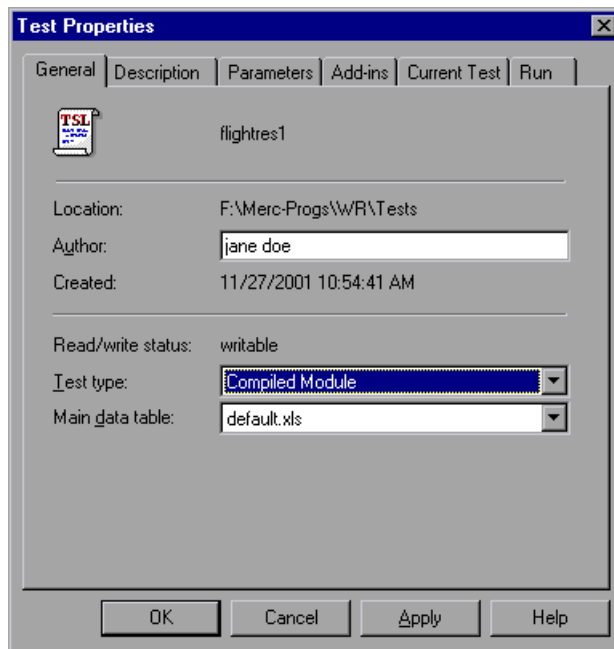 Test Properties
General Description Parameters Add-ins Current Test Run
TSL
flightres1
Location: F:\Merc-Progs\WR\Tests
Author: jane doe
Created: 11/27/2001 10:54:41 AM
Read/write status: writable
Test type: Compiled Module
Main data table: default.xls
OK Cancel Apply Help